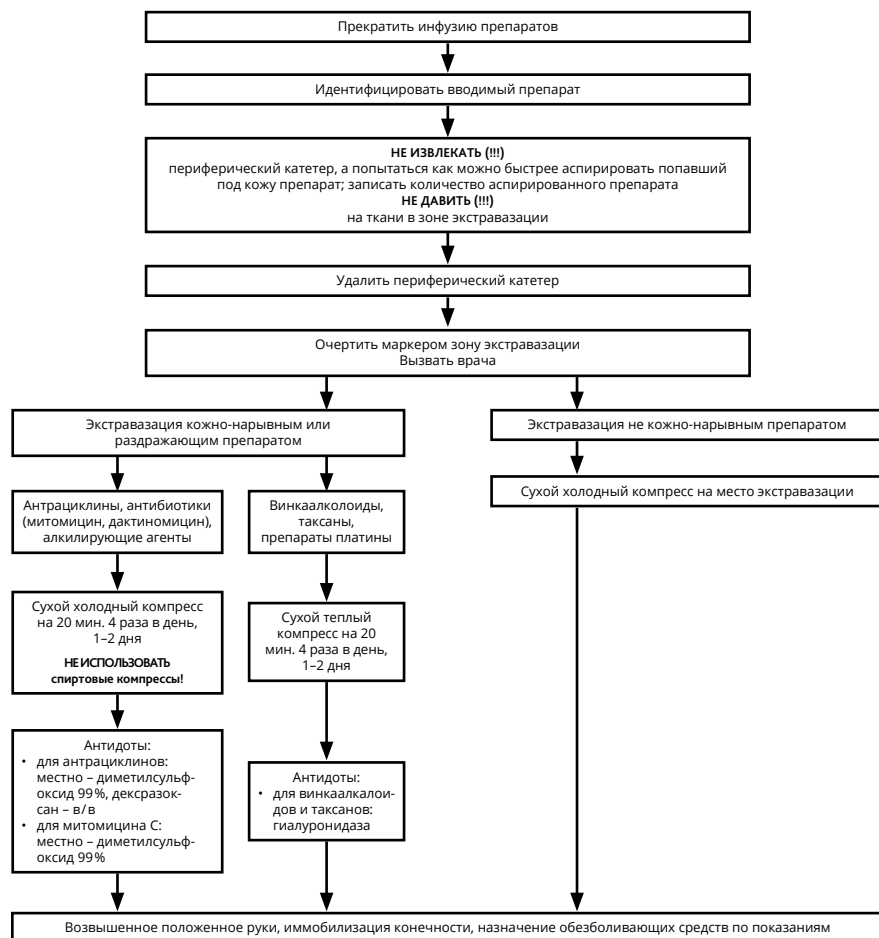 Прекратить инфузию препаратов
Идентифицировать вводимый препарат
НЕ ИЗВЛЕКАТЬ (!!!)
периферический катетер, а попытаться как можно быстрее аспирировать попавший
под кожу препарат; записать количество аспирированного препарата
НЕ ДАВИТЬ (!!!)
на ткани в зоне экстравазации
Удалить периферический катетер
Очертить маркером зону экстравазации
Вызвать врача
Экстравазация кожно-нарывным или
раздражающим препаратом
Экстравазация не кожно-нарывным препаратом
Сухой холодный компресс на место экстравазации
Антрациклины, антибиотики
(митомицин, дактиномицин),
алкилирующие агенты
Винкаалколоиды,
таксаны,
препараты платины
Сухой холодный компресс
на 20 мин. 4 раза в день,
1–2 дня
НЕ ИСПОЛЬЗОВАТЬ
спиртовые компрессы!
Сухой теплый
компресс на 20
мин. 4 раза в день,
1–2 дня
Антидоты:
• для антрациклинов:
местно – диметилсульф-
оксид 99%, дексразок-
сан – в/в
• для митомицина С:
местно – диметилсульф-
оксид 99%
Антидоты:
• для винкаалкалои-
дов и таксанов:
гиалуронидаза
Возвышенное положенное руки, иммобилизация конечности, назначение обезболивающих средств по показаниям